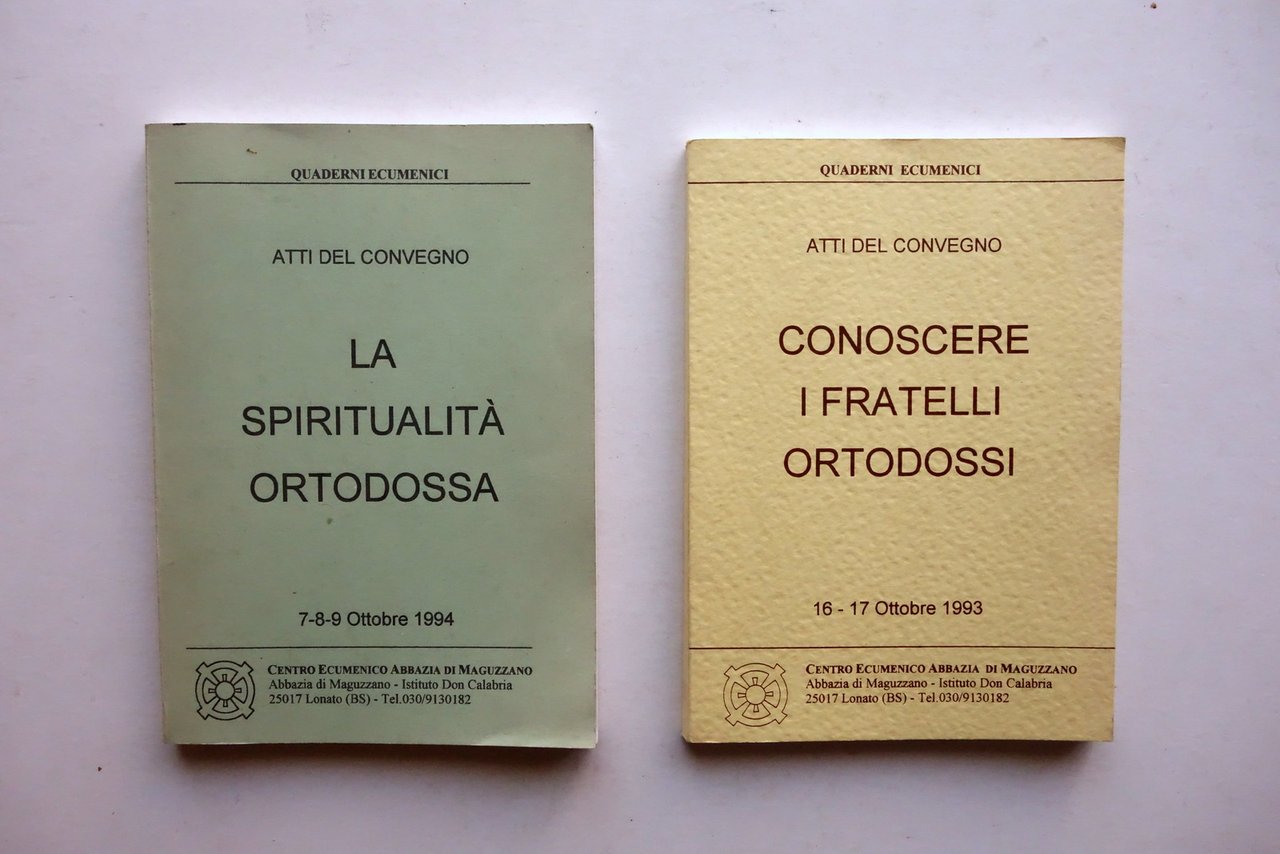 QUADERNI ECUMENICI
ATTI DEL CONVEGNO
LA
SPIRITUALITÀ
ORTODOSSA
7-8-9 Ottobre 1994
CENTRO ECUMENICO ABBAZIA DI MAGUZZANO
Abbazia di Maguzzano - Istituto Don Calabria
25017 Lonato (BS) - Tel.030/9130182
QUADERNI ECUMENICI
ATTI DEL CONVEGNO
CONOSCERE
I FRATELLI
ORTODOSSI
16 - 17 Ottobre 1993
CENTRO ECUMENICO ABBAZIA DI MAGUZZANO
Abbazia di Maguzzano - Istituto Don Calabria
25017 Lonato (BS) - Tel.030/9130182